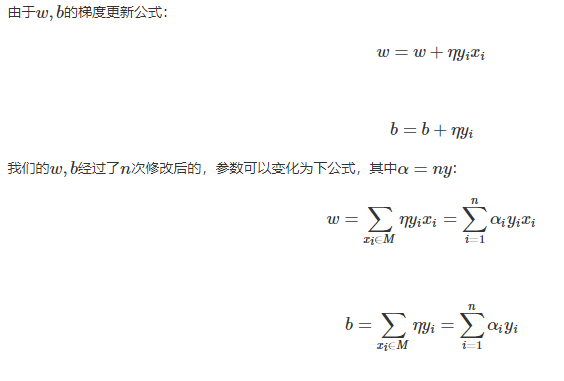 由于w,b的梯度更新公式：
w = w + ηy_i x_i
b = b + ηy_i
我们的w,b经过了n次修改后的，参数可以变化为下公式，其中α = ny：
w = ∑_{x_i∈M} ηy_i x_i = ∑_{i=1}^{n} α_i y_i x_i
b = ∑_{x_i∈M} ηy_i = ∑_{i=1}^{n} α_i y_i